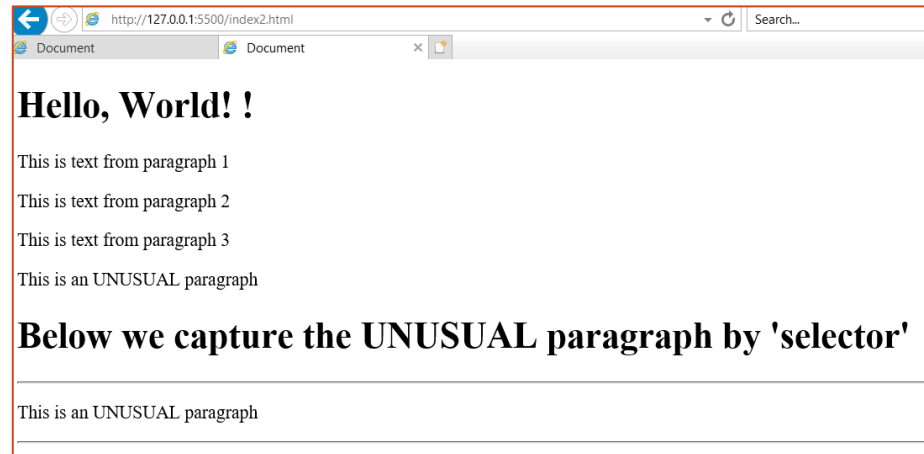 http://127.0.0.1:5500/index2.html Search...
Document Document
Hello, World! !
This is text from paragraph 1
This is text from paragraph 2
This is text from paragraph 3
This is an UNUSUAL paragraph
Below we capture the UNUSUAL paragraph by 'selector'
This is an UNUSUAL paragraph